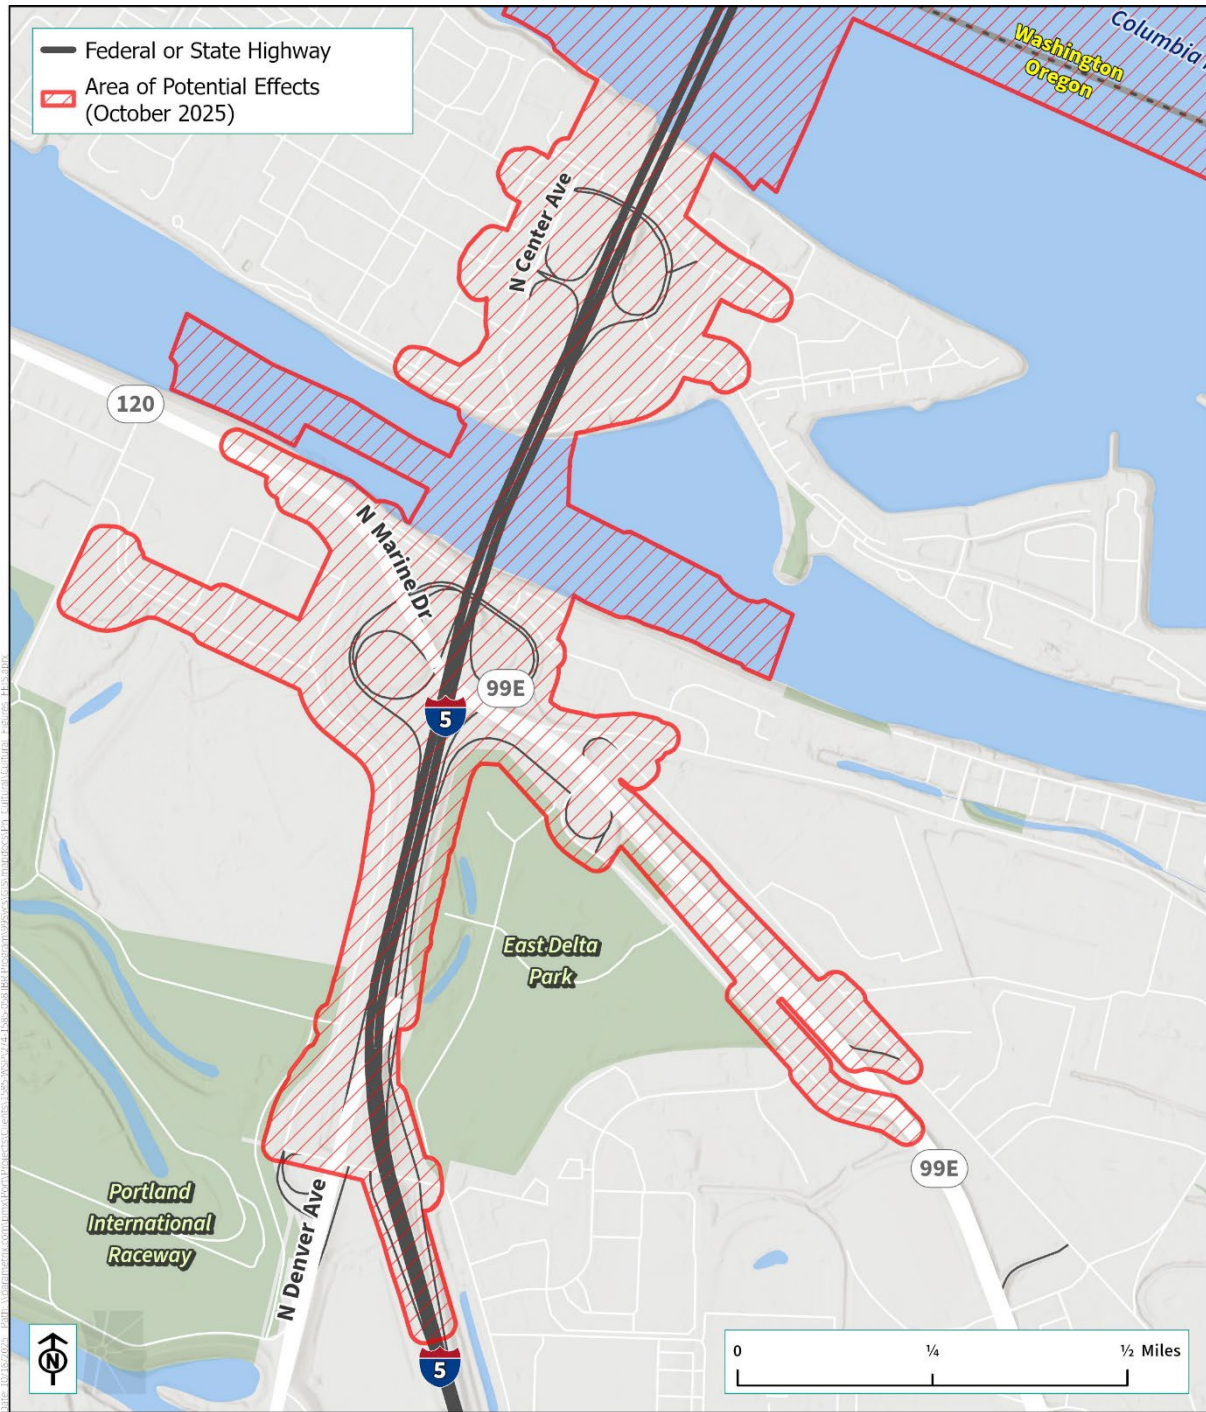 Federal or State Highway
Area of Potential Effects
(October 2025)
Columbia
Washington
Oregon
N Center Ave
120
N Marine Dr
99E
5
East Delta
Park
99E
Portland
International
Raceway
N Denver Ave
5
N
0 ¼ ½ Miles